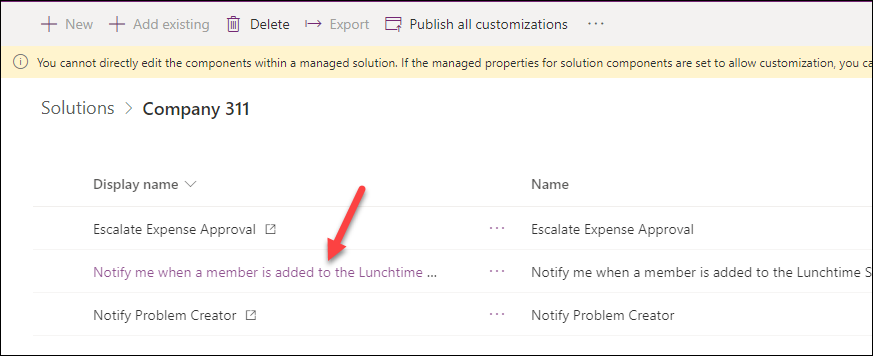 New Add existing Delete Export Publish all customizations ...
You cannot directly edit the components within a managed solution. If the managed properties for solution components are set to allow customization, you ca
Solutions > Company 311
Display name Name
Escalate Expense Approval ... Escalate Expense Approval
Notify me when a member is added to the Lunchtime ... ... Notify me when a member is added to the Lunchtime S
Notify Problem Creator ... Notify Problem Creator